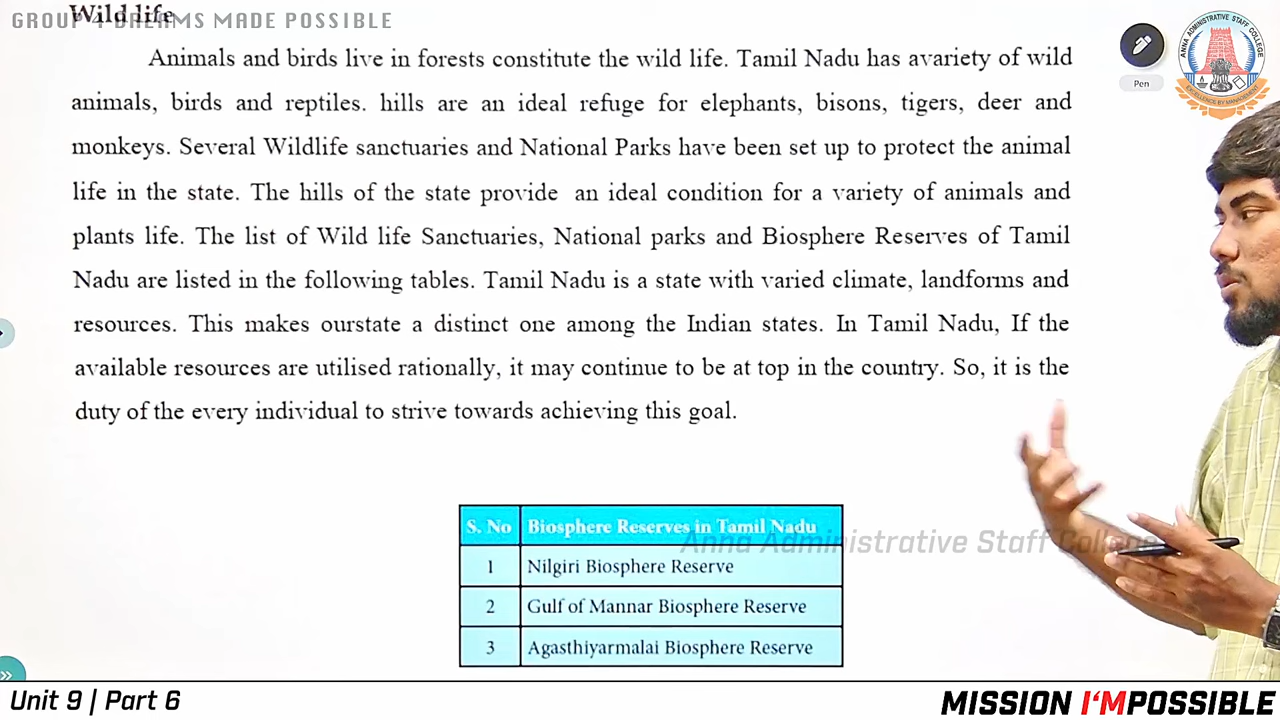 GROUP 4 DREAMS MADE POSSIBLE
Wild life
Animals and birds live in forests constitute the wild life. Tamil Nadu has avariety of wild
animals, birds and reptiles. hills are an ideal refuge for elephants, bisons, tigers, deer and
monkeys. Several Wildlife sanctuaries and National Parks have been set up to protect the animal
life in the state. The hills of the state provide an ideal condition for a variety of animals and
plants life. The list of Wild life Sanctuaries, National parks and Biosphere Reserves of Tamil
Nadu are listed in the following tables. Tamil Nadu is a state with varied climate, landforms and
resources. This makes ourstate a distinct one among the Indian states. In Tamil Nadu, If the
available resources are utilised rationally, it may continue to be at top in the country. So, it is the
duty of the every individual to strive towards achieving this goal.
Pen
ANNA ADMINISTRATIVE STAFF COLLEGE
EXCELLENCE BY MANAGEMENT
S. No Biosphere Reserves in Tamil Nadu
Anna Administrative Staff College
1 Nilgiri Biosphere Reserve
2 Gulf of Mannar Biosphere Reserve
3 Agasthiyarmalai Biosphere Reserve
Unit 9 | Part 6
MISSION I'MPOSSIBLE